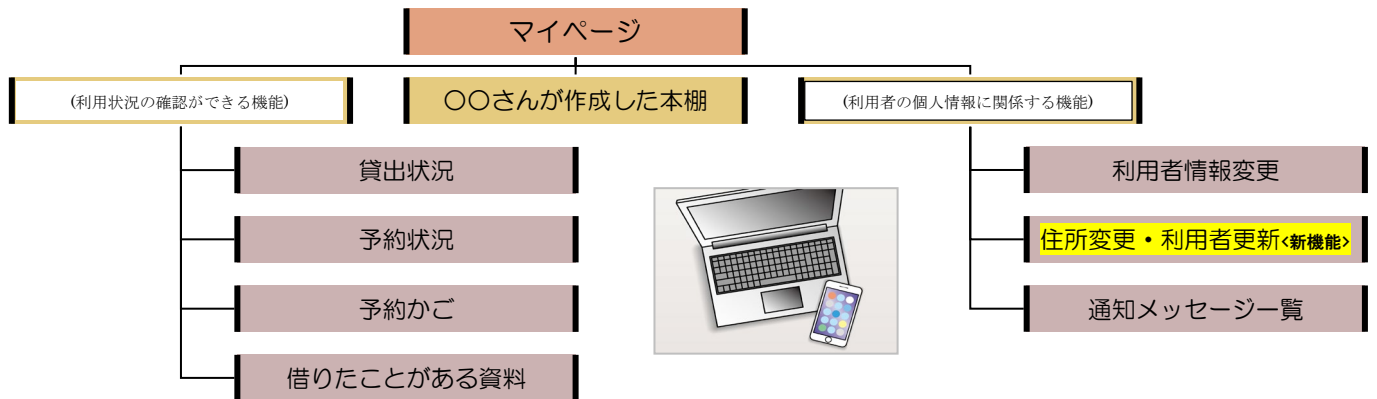 マイページ
(利用状況の確認ができる機能)
〇〇さんが作成した本棚
(利用者の個人情報に関係する機能)
貸出状況
予約状況
予約かご
借りたことがある資料
利用者情報変更
住所変更・利用者更新<新機能>
通知メッセージ一覧